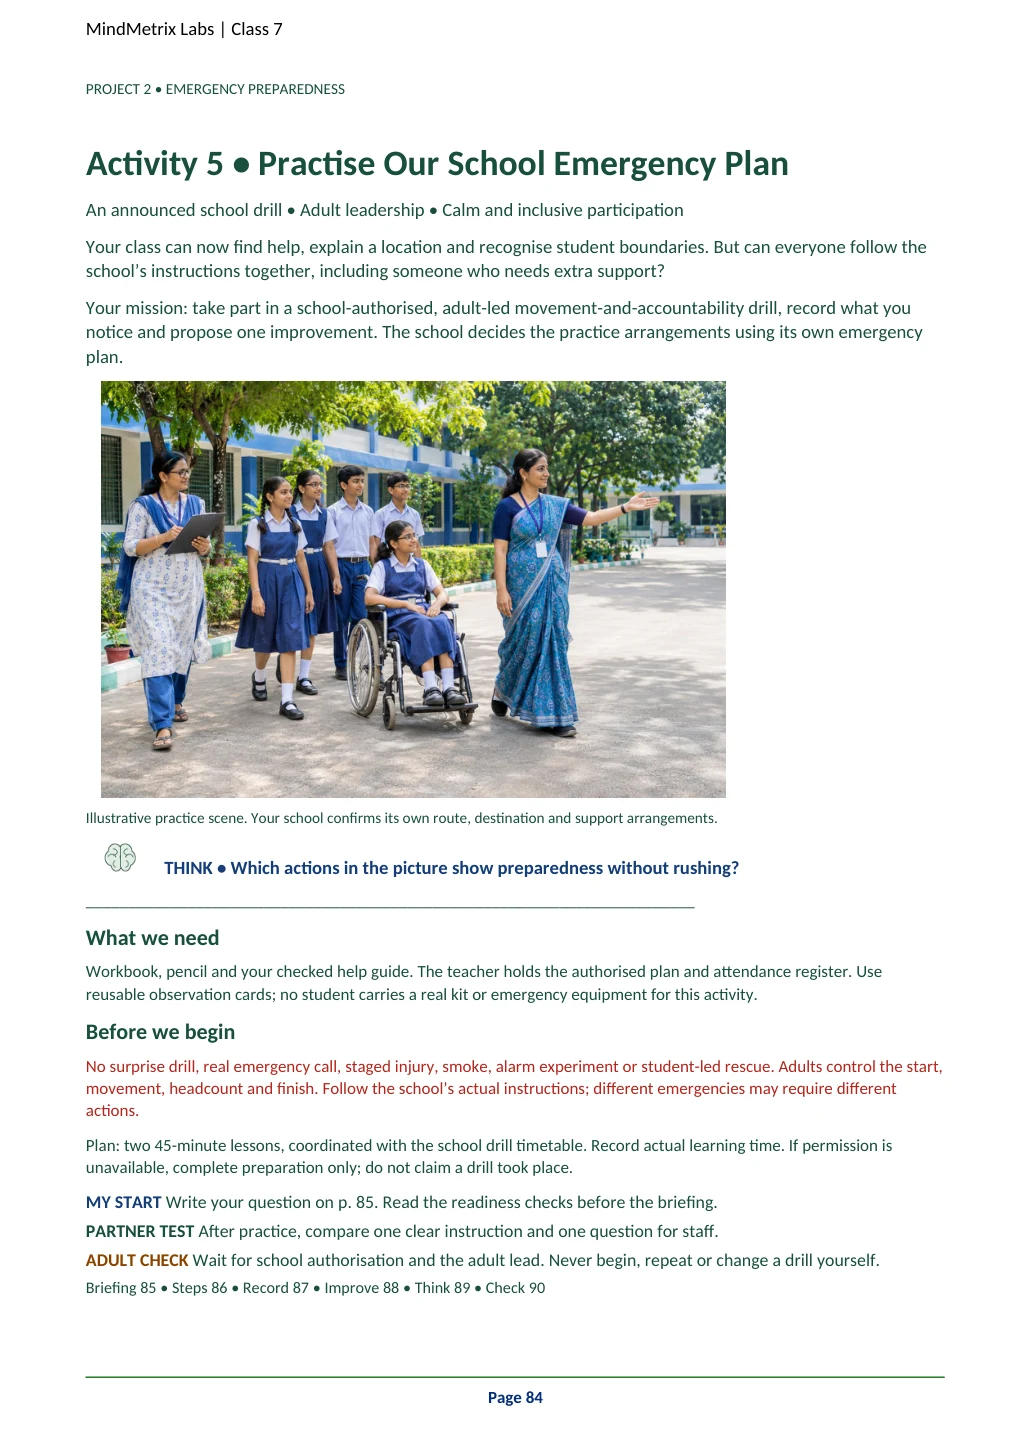 MindMetrix Labs | Class 7
PROJECT 2 • EMERGENCY PREPAREDNESS
Activity 5 • Practise Our School Emergency Plan
An announced school drill • Adult leadership • Calm and inclusive participation
Your class can now find help, explain a location and recognise student boundaries. But can everyone follow the
school’s instructions together, including someone who needs extra support?
Your mission: take part in a school-authorised, adult-led movement-and-accountability drill, record what you
notice and propose one improvement. The school decides the practice arrangements using its own emergency
plan.
Illustrative practice scene. Your school confirms its own route, destination and support arrangements.
THINK • Which actions in the picture show preparedness without rushing?
What we need
Workbook, pencil and your checked help guide. The teacher holds the authorised plan and attendance register. Use
reusable observation cards; no student carries a real kit or emergency equipment for this activity.
Before we begin
No surprise drill, real emergency call, staged injury, smoke, alarm experiment or student-led rescue. Adults control the start,
movement, headcount and finish. Follow the school’s actual instructions; different emergencies may require different
actions.
Plan: two 45-minute lessons, coordinated with the school drill timetable. Record actual learning time. If permission is
unavailable, complete preparation only; do not claim a drill took place.
MY START Write your question on p. 85. Read the readiness checks before the briefing.
PARTNER TEST After practice, compare one clear instruction and one question for staff.
ADULT CHECK Wait for school authorisation and the adult lead. Never begin, repeat or change a drill yourself.
Briefing 85 • Steps 86 • Record 87 • Improve 88 • Think 89 • Check 90
Page 84